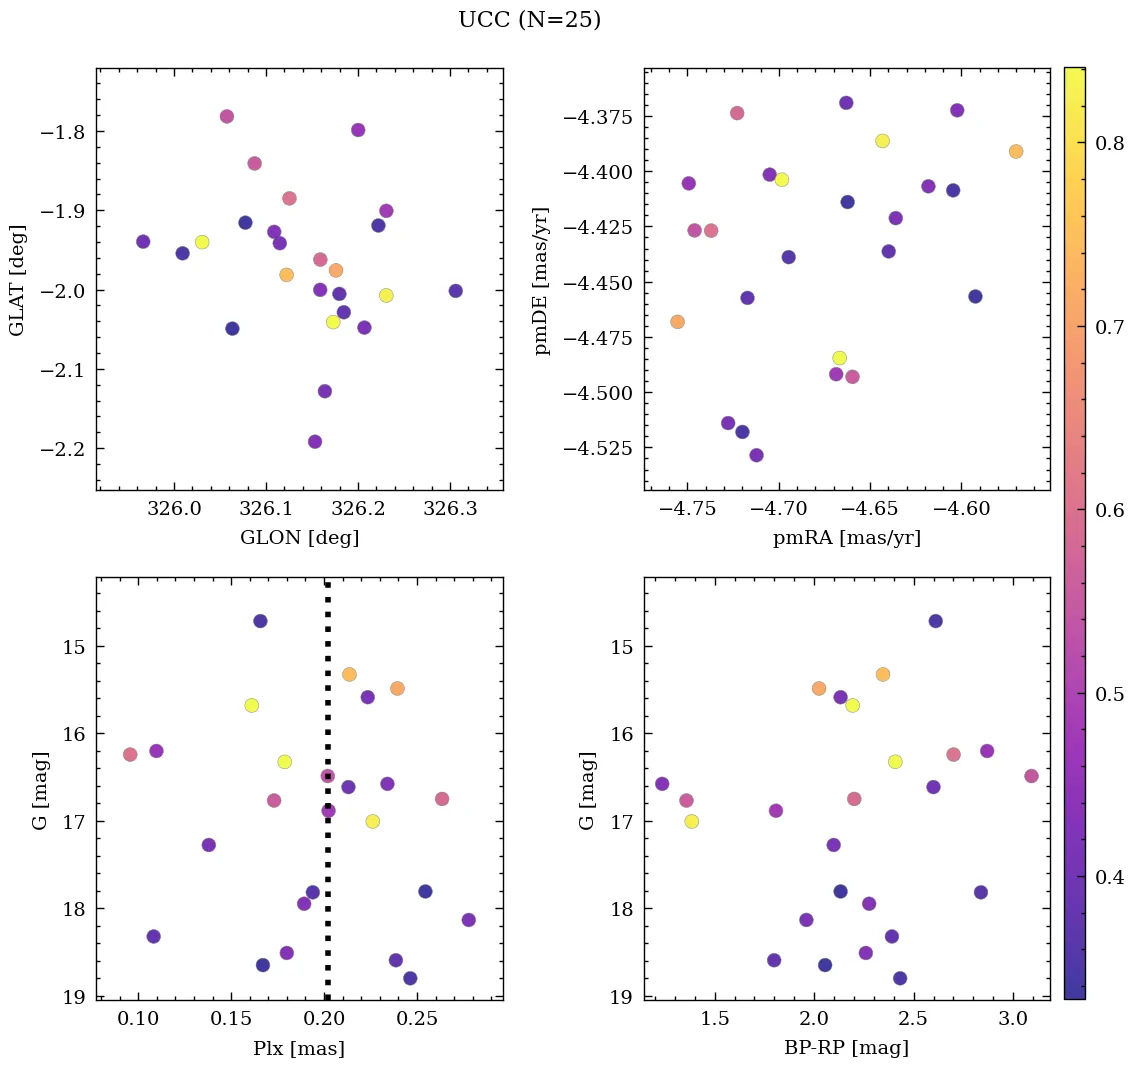 UCC (N=25)
−1.8
−1.9
−2.0
−2.1
−2.2
GLAT [deg]
326.0 326.1 326.2 326.3
GLON [deg]
−4.375
−4.400
−4.425
−4.450
−4.475
−4.500
−4.525
pmDE [mas/yr]
−4.75 −4.70 −4.65 −4.60
pmRA [mas/yr]
15
16
17
18
19
G [mag]
0.10 0.15 0.20 0.25
Plx [mas]
15
16
17
18
19
G [mag]
1.5 2.0 2.5 3.0
BP-RP [mag]
0.8
0.7
0.6
0.5
0.4